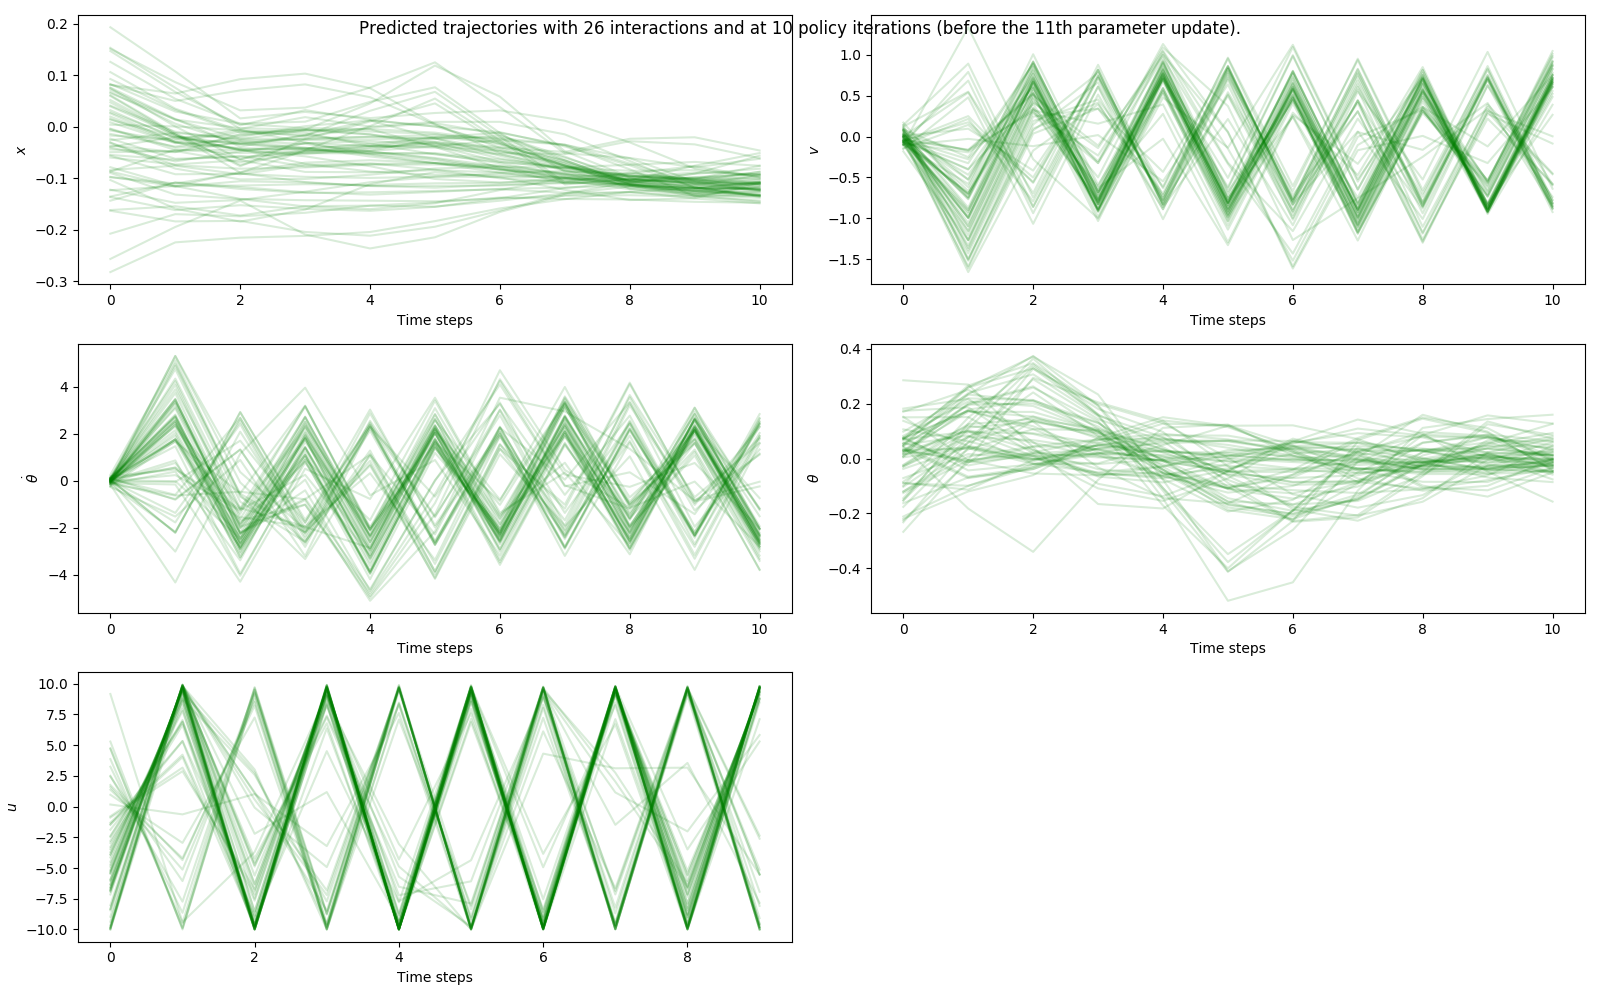 Predicted trajectories with 26 interactions and at 10 policy iterations (before the 11th parameter update).
0.2
0.1
0.0
−0.1
−0.2
−0.3
x
0 2 4 6 8 10
Time steps
1.0
0.5
0.0
−0.5
−1.0
−1.5
v
0 2 4 6 8 10
Time steps
4
2
0
−2
−4
θ̇
0 2 4 6 8 10
Time steps
0.4
0.2
0.0
−0.2
−0.4
θ
0 2 4 6 8 10
Time steps
10.0
7.5
5.0
2.5
0.0
−2.5
−5.0
−7.5
−10.0
u
0 2 4 6 8
Time steps